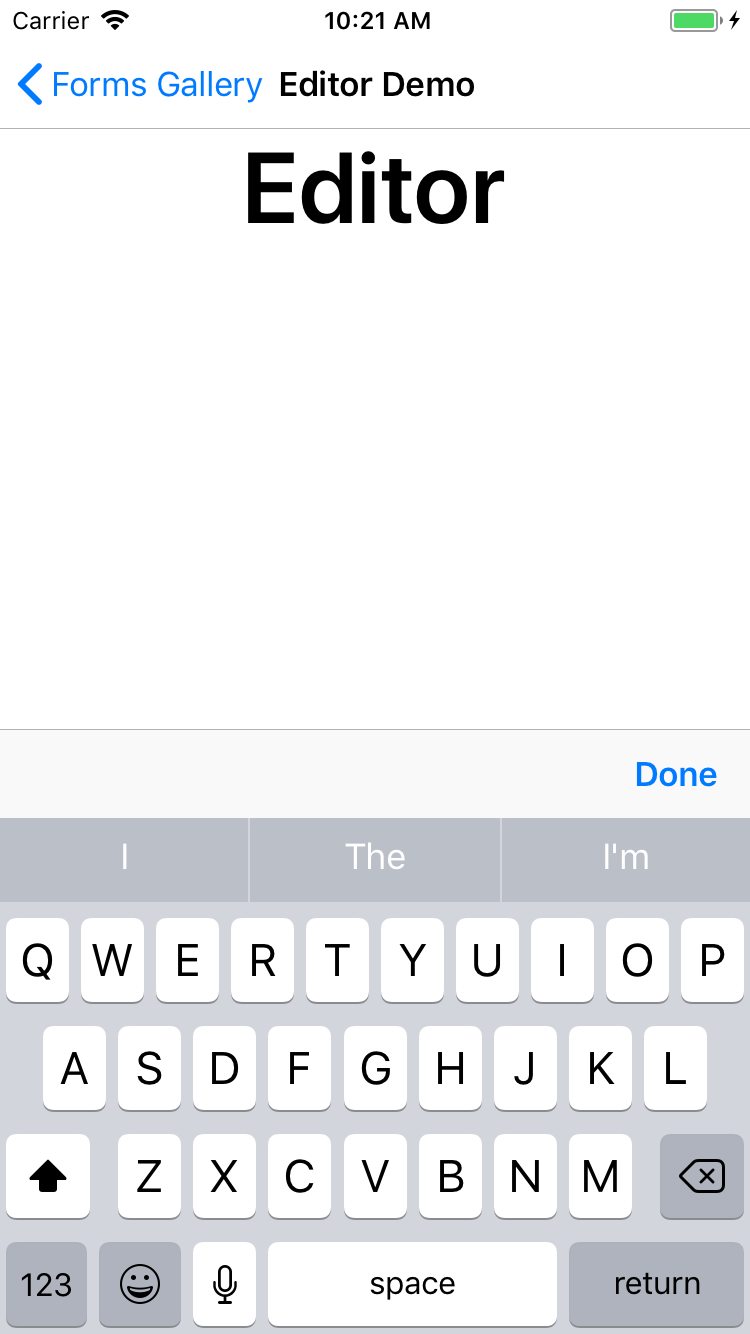 Carrier 10:21 AM
Forms Gallery Editor Demo
Editor
Done
I The I'm
Q W E R T Y U I O P
A S D F G H J K L
Z X C V B N M
123 space return